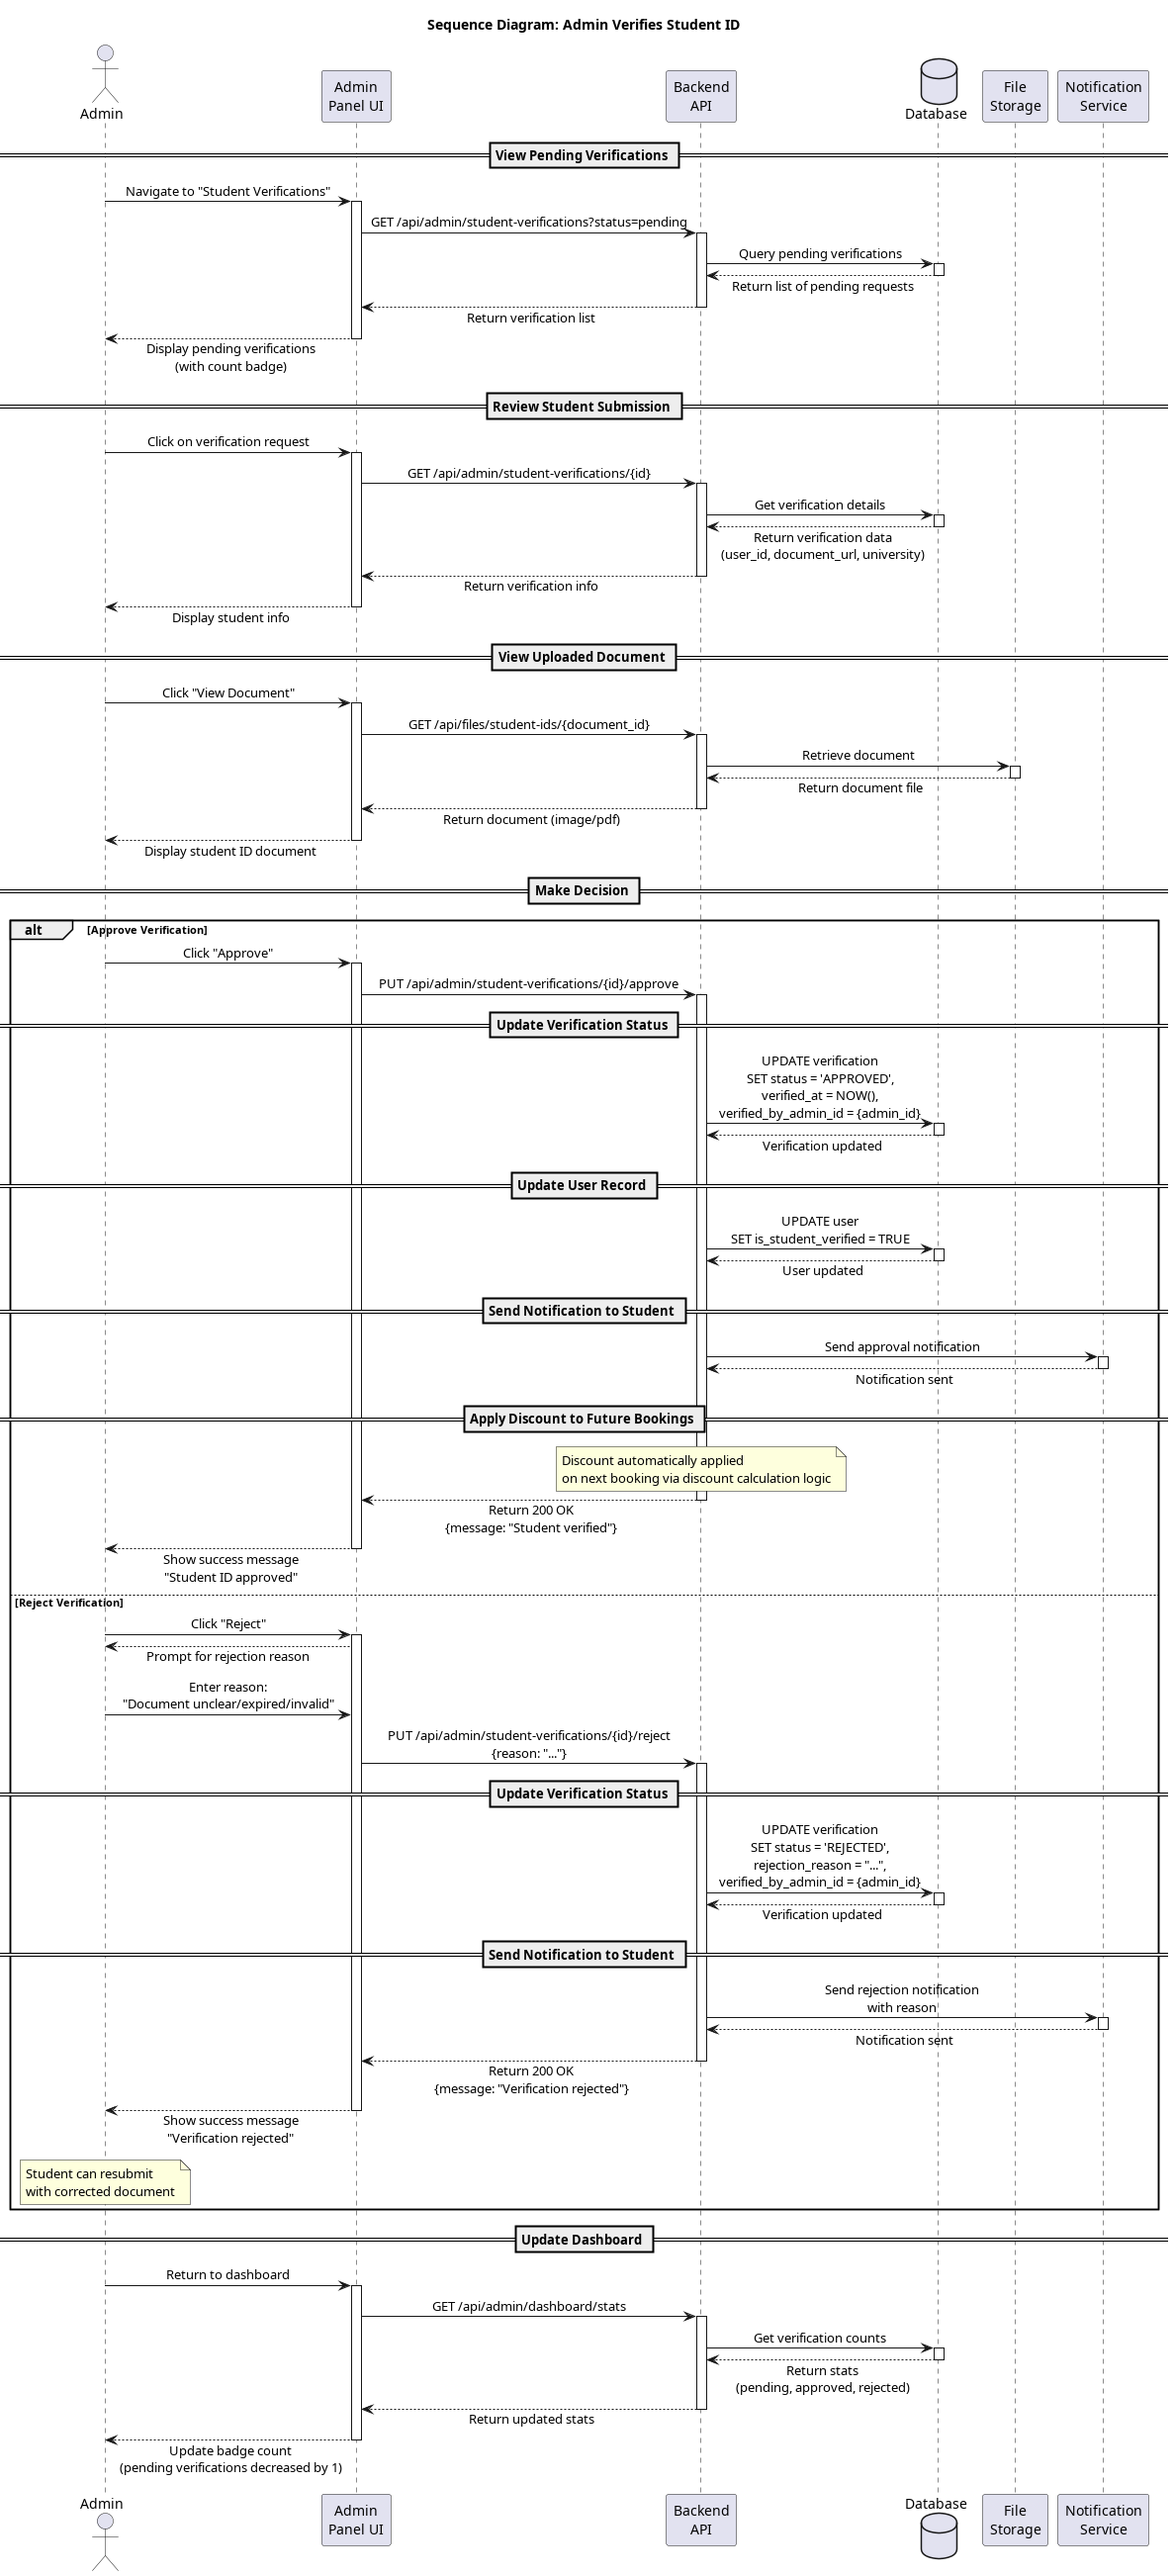 Sequence Diagram: Admin Verifies Student ID
Admin
Admin
Panel UI
Backend
API
Database
File
Storage
Notification
Service
View Pending Verifications
Navigate to "Student Verifications"
GET /api/admin/student-verifications?status=pending
Query pending verifications
Return list of pending requests
Return verification list
Display pending verifications
(with count badge)
Review Student Submission
Click on verification request
GET /api/admin/student-verifications/{id}
Get verification details
Return verification data
(user_id, document_url, university)
Return verification info
Display student info
View Uploaded Document
Click "View Document"
GET /api/files/student-ids/{document_id}
Retrieve document
Return document file
Return document (image/pdf)
Display student ID document
Make Decision
alt
[Approve Verification]
Click "Approve"
PUT /api/admin/student-verifications/{id}/approve
Update Verification Status
UPDATE verification
SET status = 'APPROVED',
verified_at = NOW(),
verified_by_admin_id = {admin_id}
Verification updated
Update User Record
UPDATE user
SET is_student_verified = TRUE
User updated
Send Notification to Student
Send approval notification
Notification sent
Apply Discount to Future Bookings
Discount automatically applied
on next booking via discount calculation logic
Return 200 OK
{message: "Student verified"}
Show success message
"Student ID approved"
[Reject Verification]
Click "Reject"
Prompt for rejection reason
Enter reason:
"Document unclear/expired/invalid"
PUT /api/admin/student-verifications/{id}/reject
{reason: "..."}
Update Verification Status
UPDATE verification
SET status = 'REJECTED',
rejection_reason = "...",
verified_by_admin_id = {admin_id}
Verification updated
Send Notification to Student
Send rejection notification
with reason
Notification sent
Return 200 OK
{message: "Verification rejected"}
Show success message
"Verification rejected"
Student can resubmit
with corrected document
Update Dashboard
Return to dashboard
GET /api/admin/dashboard/stats
Get verification counts
Return stats
(pending, approved, rejected)
Return updated stats
Update badge count
(pending verifications decreased by 1)
Admin
Admin
Panel UI
Backend
API
Database
File
Storage
Notification
Service